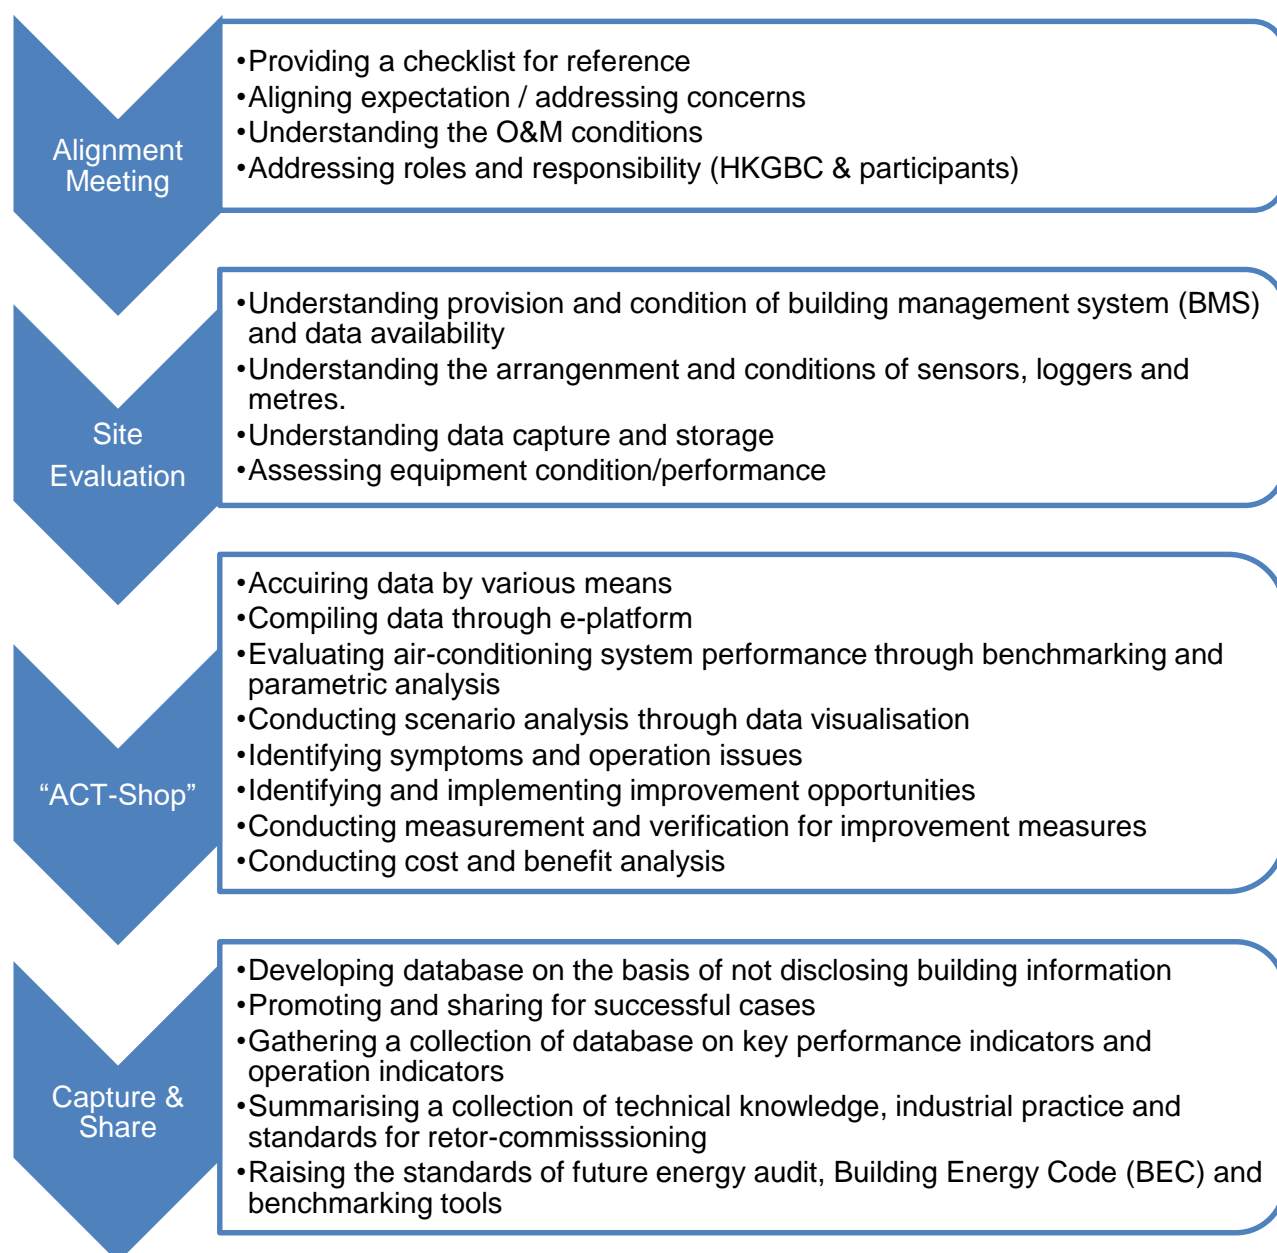 Alignment
Meeting
•Providing a checklist for reference
•Aligning expectation / addressing concerns
•Understanding the O&M conditions
•Addressing roles and responsibility (HKGBC & participants)
Site
Evaluation
•Understanding provision and condition of building management system (BMS)
and data availability
•Understanding the arrangenment and conditions of sensors, loggers and
metres.
•Understanding data capture and storage
•Assessing equipment condition/performance
“ACT-Shop”
•Accuiring data by various means
•Compiling data through e-platform
•Evaluating air-conditioning system performance through benchmarking and
parametric analysis
•Conducting scenario analysis through data visualisation
•Identifying symptoms and operation issues
•Identifying and implementing improvement opportunities
•Conducting measurement and verification for improvement measures
•Conducting cost and benefit analysis
Capture &
Share
•Developing database on the basis of not disclosing building information
•Promoting and sharing for successful cases
•Gathering a collection of database on key performance indicators and
operation indicators
•Summarising a collection of technical knowledge, industrial practice and
standards for retor-commisssioning
•Raising the standards of future energy audit, Building Energy Code (BEC) and
benchmarking tools